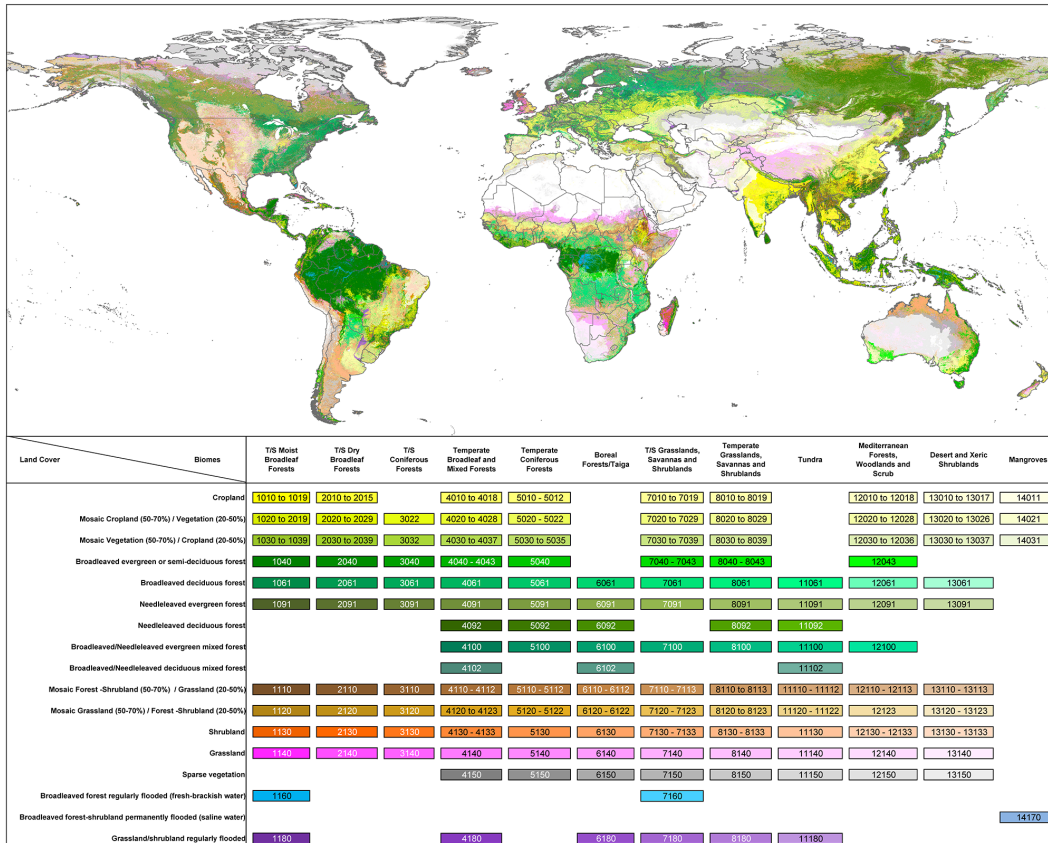 Land Cover
Biomes
T/S Moist
Broadleaf
Forests
T/S Dry
Broadleaf
Forests
T/S
Coniferous
Forests
Temperate
Broadleaf and
Mixed Forests
Temperate
Coniferous
Forests
Boreal
Forests/Taiga
T/S Grasslands,
Savannas and
Shrublands
Temperate
Grasslands,
Savannas and
Shrublands
Tundra
Mediterranean
Forests,
Woodlands and
Scrub
Desert and Xeric
Shrublands
Mangroves
Cropland 1010 to 1019 2010 to 2015 4010 to 4018 5010 - 5012 7010 to 7019 8010 to 8019 12010 to 12018 13010 to 13017 14011
Mosaic Cropland (50-70%) / Vegetation (20-50%) 1020 to 2019 2020 to 2029 3022 4020 to 4028 5020 - 5022 7020 to 7029 8020 to 8029 12020 to 12028 13020 to 13026 14021
Mosaic Vegetation (50-70%) / Cropland (20-50%) 1030 to 1039 2030 to 2039 3032 4030 to 4037 5030 to 5035 7030 to 7039 8030 to 8039 12030 to 12036 13030 to 13037 14031
Broadleaved evergreen or semi-deciduous forest 1040 2040 3040 4040 - 4043 5040 7040 - 7043 8040 - 8043 12043
Broadleaved deciduous forest 1061 2061 3061 4061 5061 6061 7061 8061 11061 12061 13061
Needleleaved evergreen forest 1091 2091 3091 4091 5091 6091 7091 8091 11091 12091 13091
Needleleaved deciduous forest 4092 5092 6092 8092 11092
Broadleaved/Needleleaved evergreen mixed forest 4100 5100 6100 7100 8100 11100 12100
Broadleaved/Needleleaved deciduous mixed forest 4102 6102 11102
Mosaic Forest -Shrubland (50-70%) / Grassland (20-50%) 1110 2110 3110 4110 - 4112 5110 - 5112 6110 - 6112 7110 - 7113 8110 to 8113 11110 - 11112 12110 - 12113 13110 - 13113
Mosaic Grassland (50-70%) / Forest -Shrubland (20-50%) 1120 2120 3120 4120 to 4123 5120 - 5122 6120 - 6122 7120 - 7123 8120 to 8123 11120 - 11122 12123 13120 - 13123
Shrubland 1130 2130 3130 4130 - 4133 5130 6130 7130 - 7133 8130 - 8133 11130 12130 - 12133 13130 - 13133
Grassland 1140 2140 3140 4140 5140 6140 7140 8140 11140 12140 13140
Sparse vegetation 4150 5150 6150 7150 8150 11150 12150 13150
Broadleaved forest regularly flooded (fresh-brackish water) 1160 7160
Broadleaved forest-shrubland permanently flooded (saline water) 14170
Grassland/shrubland regularly flooded 1180 4180 6180 7180 8180 11180